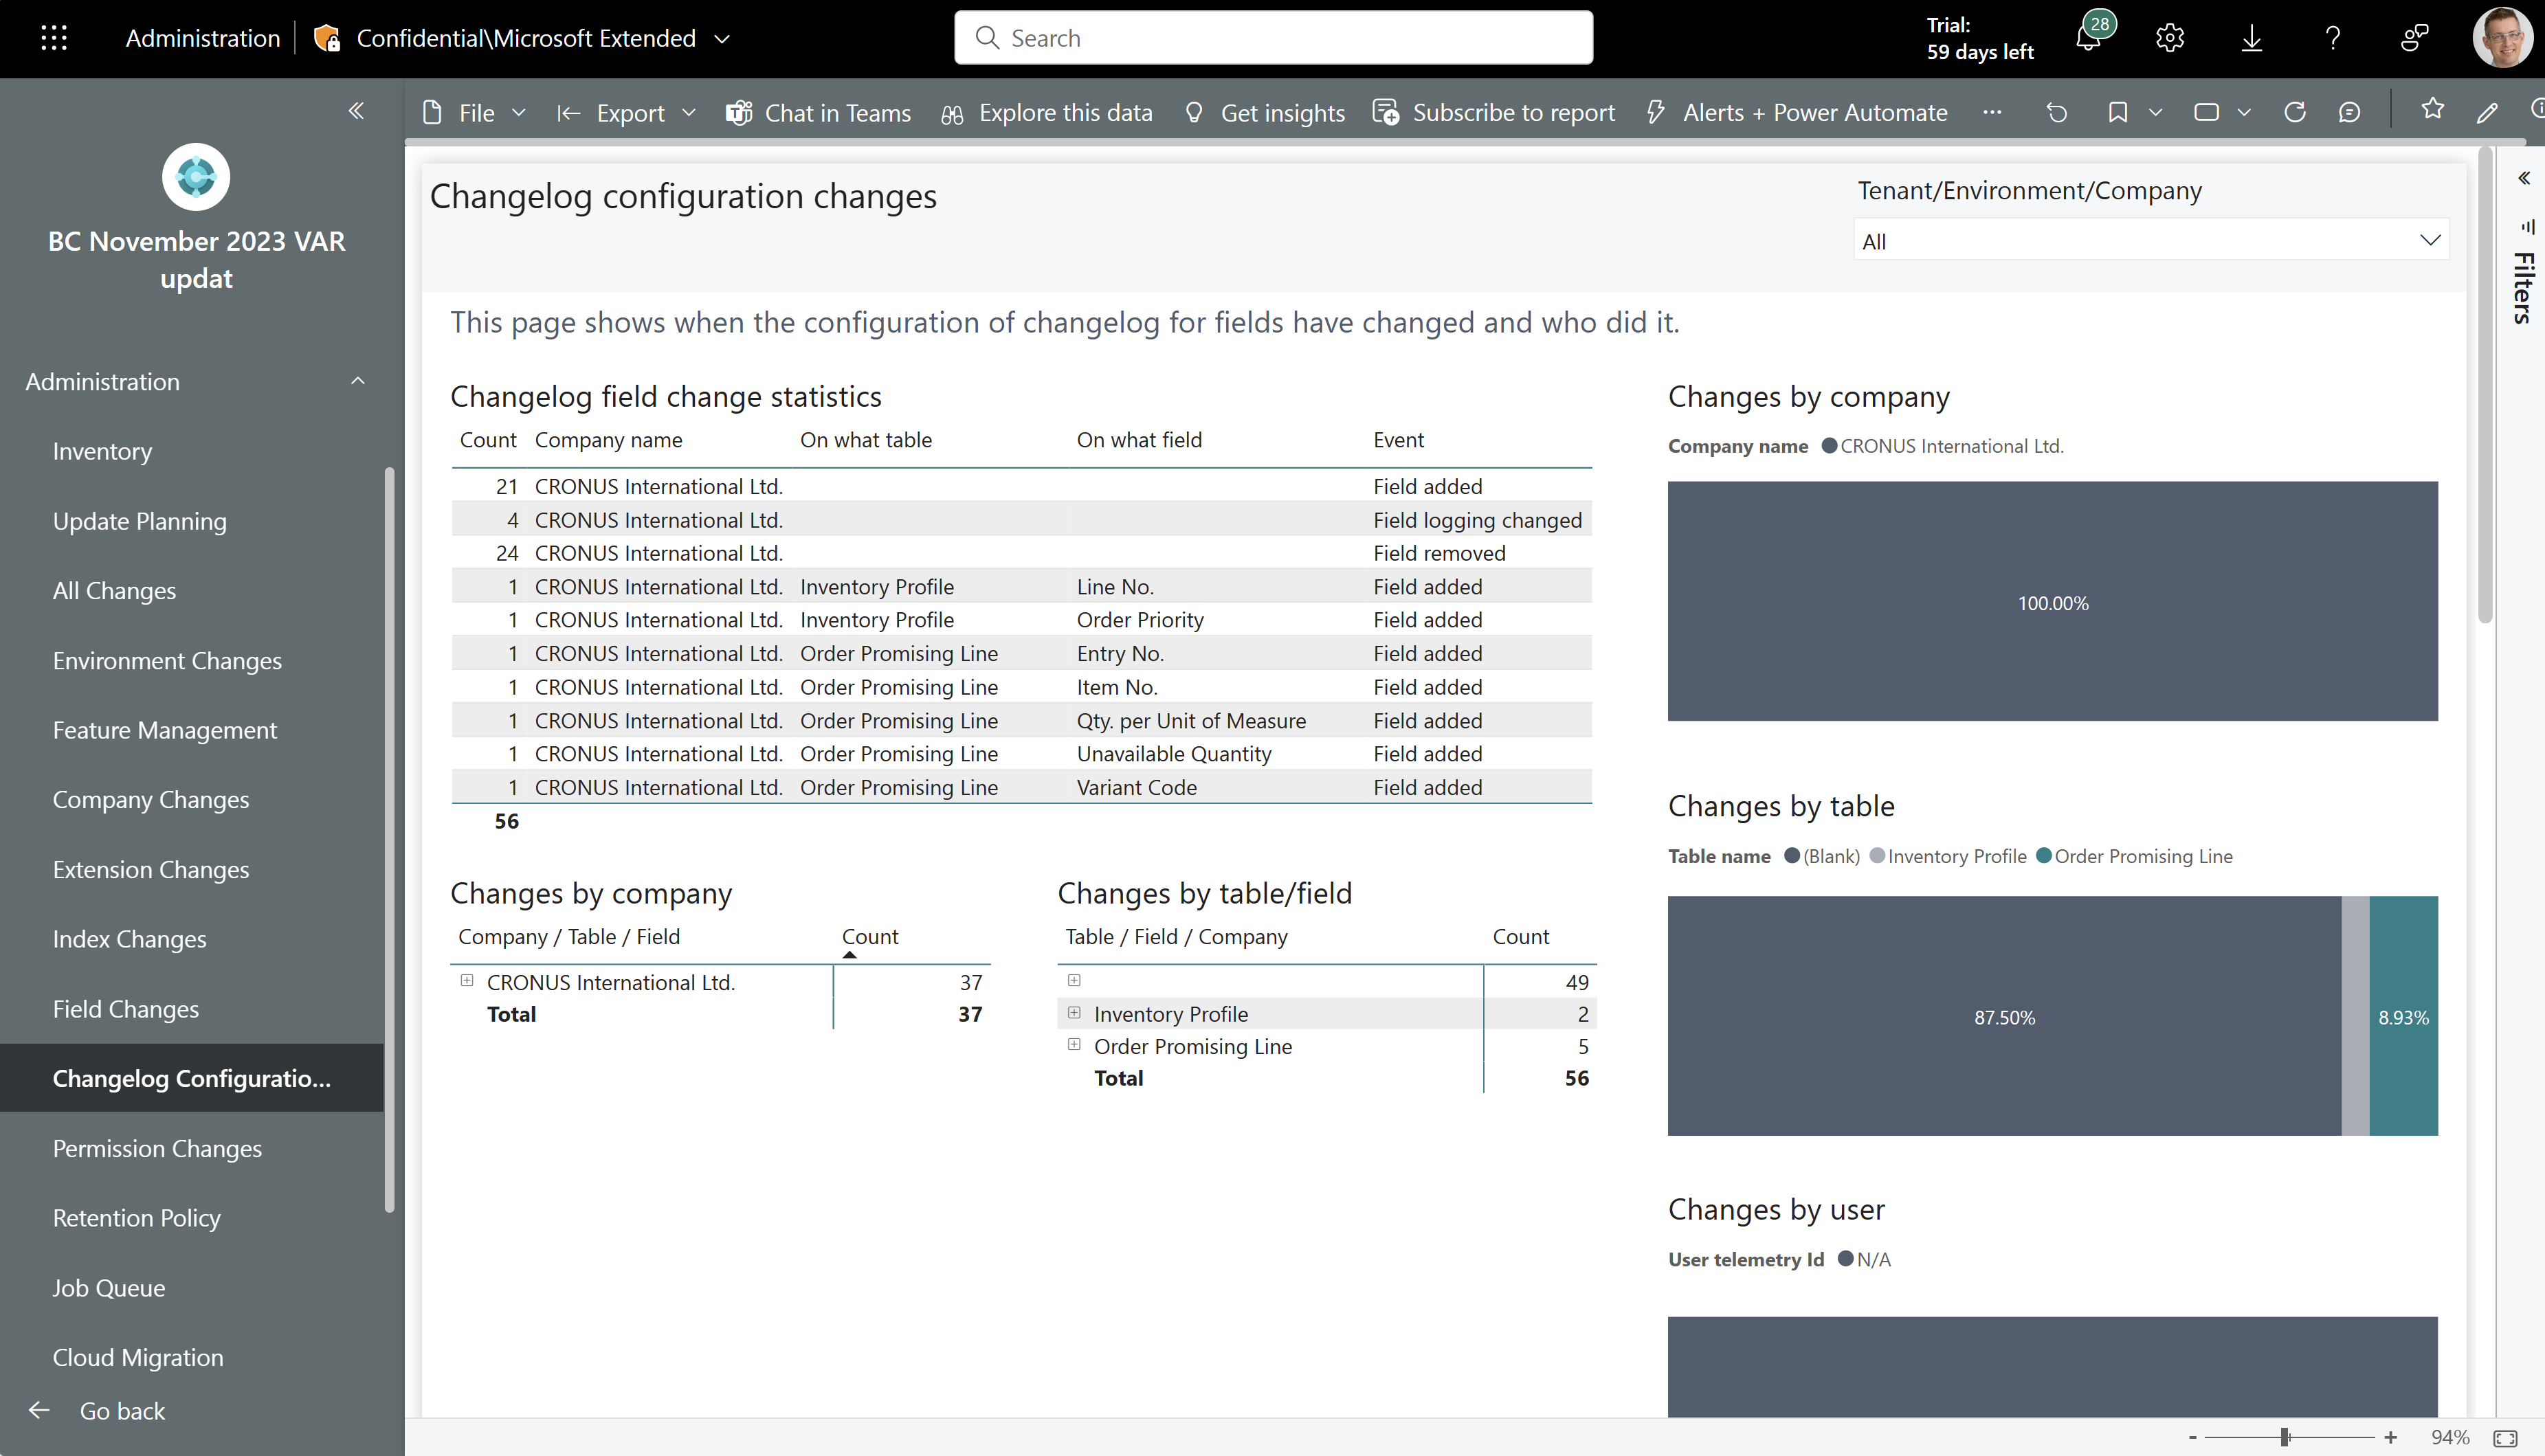 Administration
Confidential\Microsoft Extended
Search
Trial:
59 days left
28
File
Export
Chat in Teams
Explore this data
Get insights
Subscribe to report
Alerts + Power Automate
BC November 2023 VAR
updat
Administration
Inventory
Update Planning
All Changes
Environment Changes
Feature Management
Company Changes
Extension Changes
Index Changes
Field Changes
Changelog Configuratio...
Permission Changes
Retention Policy
Job Queue
Cloud Migration
Go back
Changelog configuration changes
Tenant/Environment/Company
All
Filters
This page shows when the configuration of changelog for fields have changed and who did it.
Changelog field change statistics
Count Company name On what table On what field Event
21 CRONUS International Ltd. Field added
4 CRONUS International Ltd. Field logging changed
24 CRONUS International Ltd. Field removed
1 CRONUS International Ltd. Inventory Profile Line No. Field added
1 CRONUS International Ltd. Inventory Profile Order Priority Field added
1 CRONUS International Ltd. Order Promising Line Entry No. Field added
1 CRONUS International Ltd. Order Promising Line Item No. Field added
1 CRONUS International Ltd. Order Promising Line Qty. per Unit of Measure Field added
1 CRONUS International Ltd. Order Promising Line Unavailable Quantity Field added
1 CRONUS International Ltd. Order Promising Line Variant Code Field added
56
Changes by company
Company / Table / Field Count
CRONUS International Ltd. 37
Total 37
Changes by table/field
Table / Field / Company Count
49
Inventory Profile 2
Order Promising Line 5
Total 56
Changes by company
Company name CRONUS International Ltd.
100.00%
Changes by table
Table name (Blank) Inventory Profile Order Promising Line
87.50%
8.93%
Changes by user
User telemetry Id N/A
- + 94%